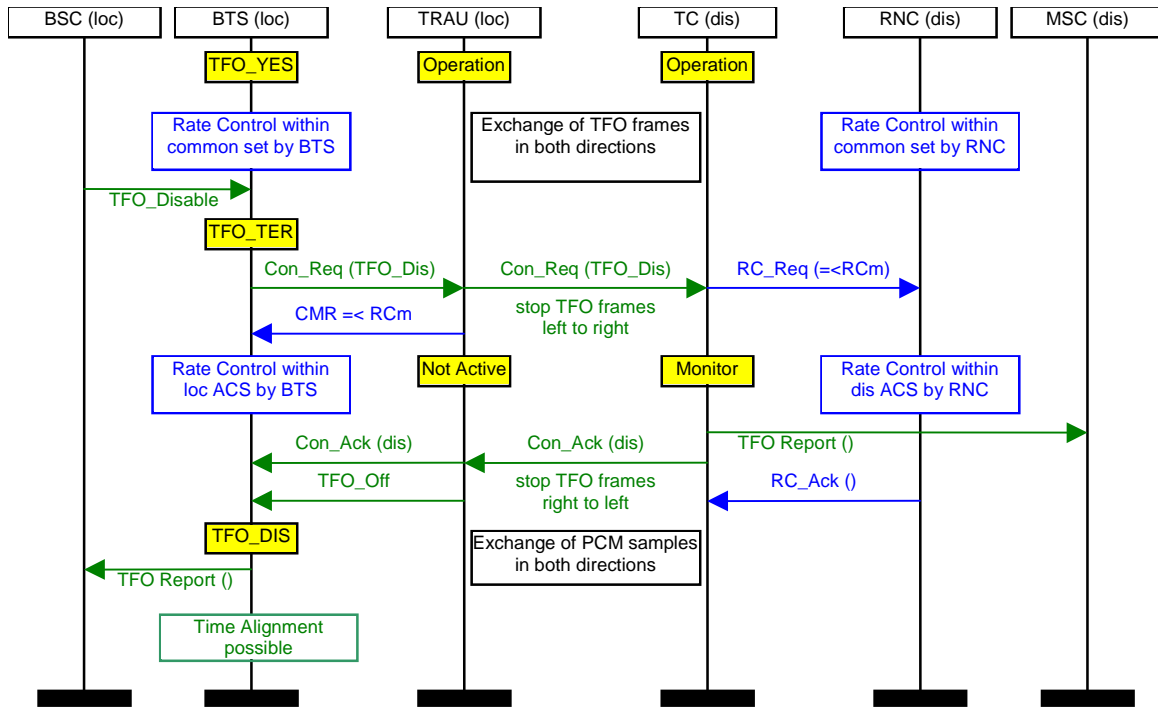 BSC (loc)
BTS (loc)
TRAU (loc)
TC (dis)
RNC (dis)
MSC (dis)
TFO_YES
Operation
Operation
Rate Control within
common set by BTS
Exchange of TFO frames
in both directions
Rate Control within
common set by RNC
TFO_Disable
TFO_TER
Con_Req (TFO_Dis)
Con_Req (TFO_Dis)
RC_Req (=<RCm)
CMR =< RCm
stop TFO frames
left to right
Rate Control within
loc ACS by BTS
Not Active
Monitor
Rate Control within
dis ACS by RNC
Con_Ack (dis)
Con_Ack (dis)
TFO Report ()
TFO_Off
stop TFO frames
right to left
RC_Ack ()
TFO_DIS
Exchange of PCM samples
in both directions
TFO Report ()
Time Alignment
possible